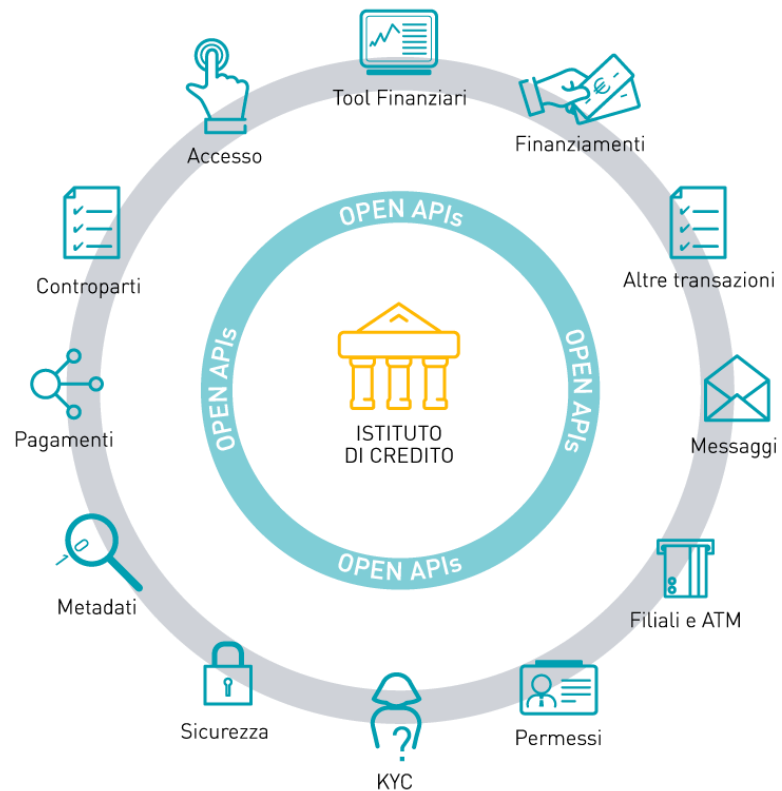 Tool Finanziari
Finanziamenti
Accesso
OPEN APIs
Altre transazioni
Controparti
OPEN APIs
OPEN APIs
ISTITUTO
DI CREDITO
Pagamenti
Messaggi
OPEN APIs
Metadati
Filiali e ATM
Sicurezza
Permessi
KYC